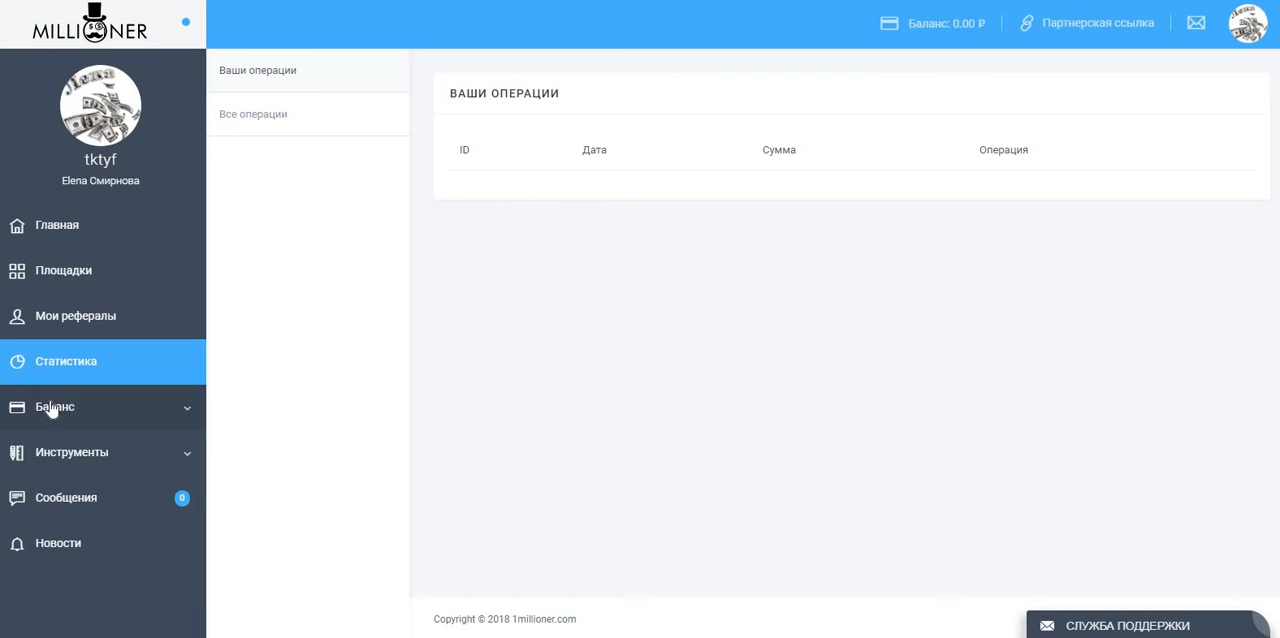 MILLIONER
Баланс: 0.00 ₽
Партнерская ссылка
Лена
tktyf
Elena Смирнова
Главная
Площадки
Мои рефералы
Статистика
Баланс
Инструменты
Сообщения
0
Новости
Ваши операции
Все операции
ВАШИ ОПЕРАЦИИ
ID Дата Сумма Операция
Copyright © 2018 1millioner.com
СЛУЖБА ПОДДЕРЖКИ